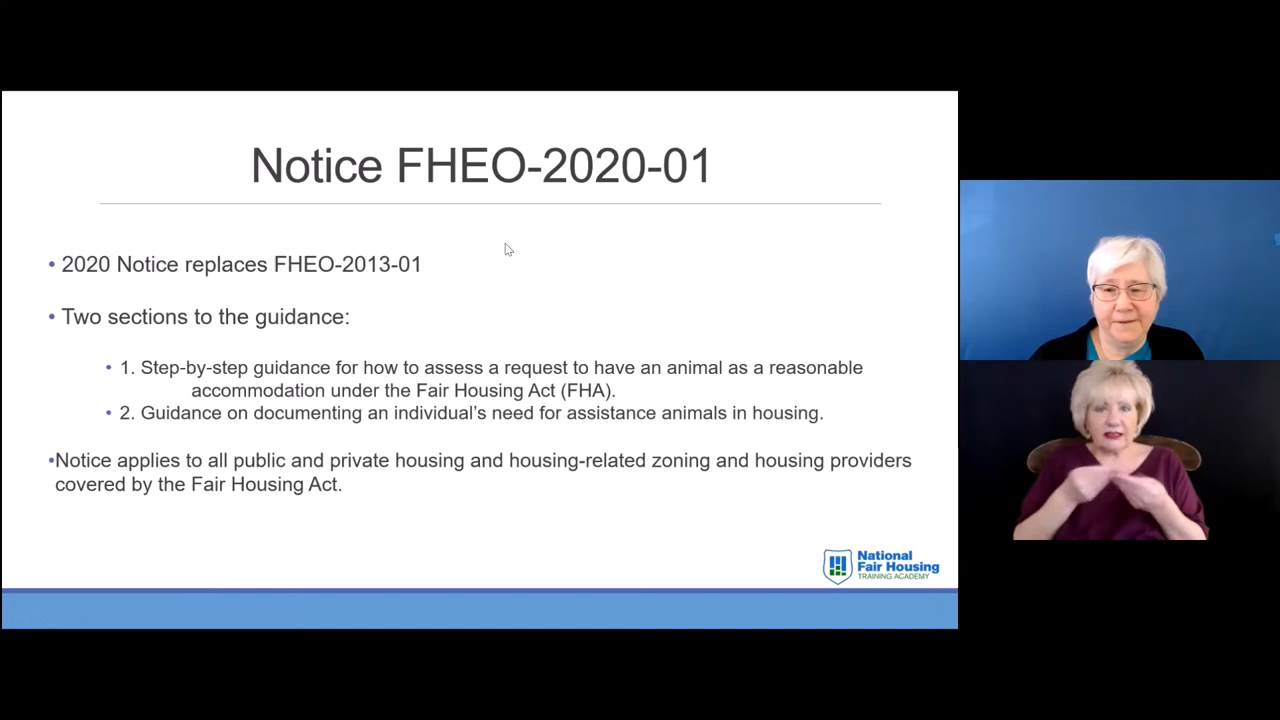 Notice FHEO-2020-01
• 2020 Notice replaces FHEO-2013-01
• Two sections to the guidance:
• 1. Step-by-step guidance for how to assess a request to have an animal as a reasonable
accommodation under the Fair Housing Act (FHA).
• 2. Guidance on documenting an individual’s need for assistance animals in housing.
•Notice applies to all public and private housing and housing-related zoning and housing providers
covered by the Fair Housing Act.
National
Fair Housing
TRAINING ACADEMY